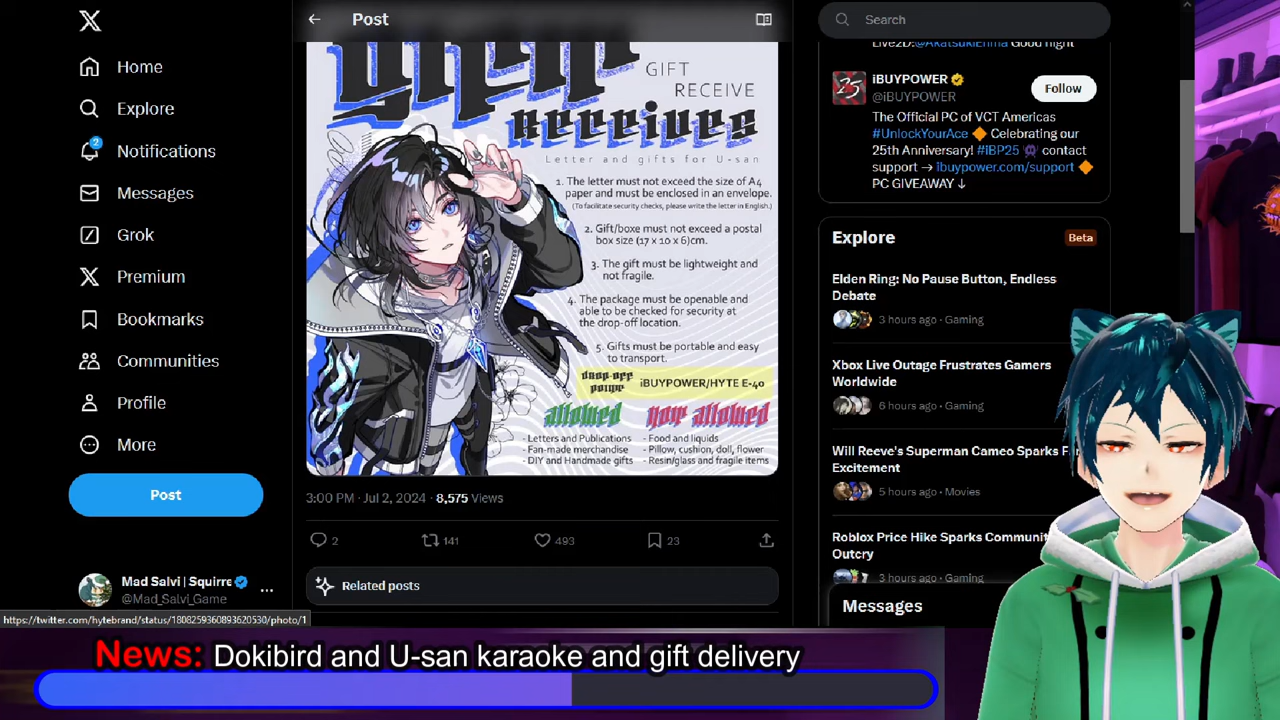 Home
Explore
Notifications
2
Messages
Grok
Premium
Bookmarks
Communities
Profile
More
Post
Mad Salvi | Squirre
@Mad_Salvi_Game
https://twitter.com/hytebrand/status/1808259360893620530/photo/1
Post
GIFT
RECEIVE
receives
Letter and gifts for U-san
1. The letter must not exceed the size of A4
paper and must be enclosed in an envelope.
(To facilitate security checks, please write the letter in English.)
2. Gift/boxe must not exceed a postal
box size (17 x 10 x 6)cm.
3. The gift must be lightweight and
not fragile.
4. The package must be openable and
able to be checked for security at
the drop-off location.
5. Gifts must be portable and easy
to transport.
drop-off
point
iBUYPOWER/HYTE E-40
allowed
- Letters and Publications
- Fan-made merchandise
- DIY and Handmade gifts
now allowed
- Food and liquids
- Pillow, cushion, doll, flower
- Resin/glass and fragile items
3:00 PM · Jul 2, 2024 · 8,575 Views
2
141
493
23
Related posts
Search
Live2D:@AkatsukiEnma Good night
iBUYPOWER
@iBUYPOWER
Follow
The Official PC of VCT Americas
#UnlockYourAce 🔶 Celebrating our
25th Anniversary! #iBP25 👾 contact
support → ibuypower.com/support 🔶
PC GIVEAWAY ↓
Explore
Beta
Elden Ring: No Pause Button, Endless
Debate
3 hours ago · Gaming
Xbox Live Outage Frustrates Gamers
Worldwide
6 hours ago · Gaming
Will Reeve's Superman Cameo Sparks F
Excitement
5 hours ago · Movies
Roblox Price Hike Sparks Communit
Outcry
3 hours ago · Gaming
Messages
News: Dokibird and U-san karaoke and gift delivery